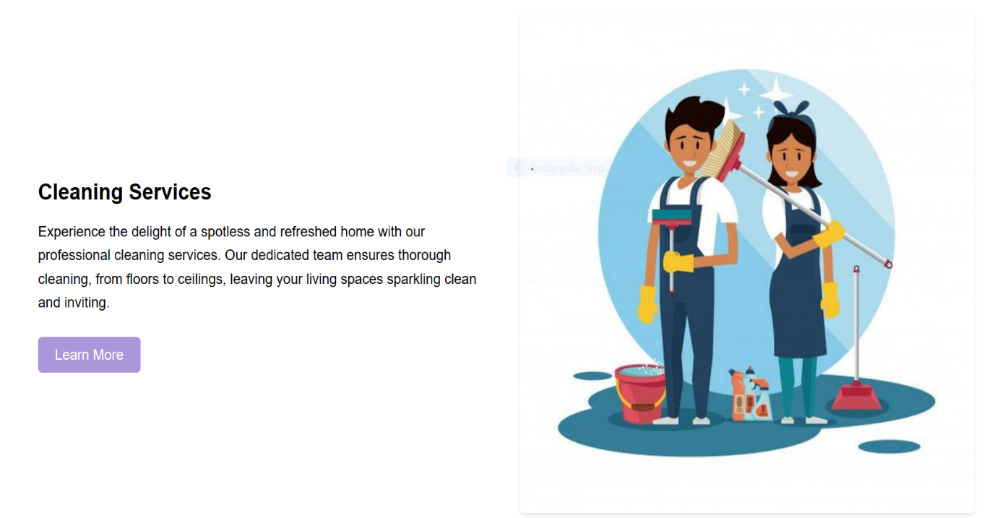 Cleaning Services
Experience the delight of a spotless and refreshed home with our
professional cleaning services. Our dedicated team ensures thorough
cleaning, from floors to ceilings, leaving your living spaces sparkling clean
and inviting.
Learn More
Rectangular Snip